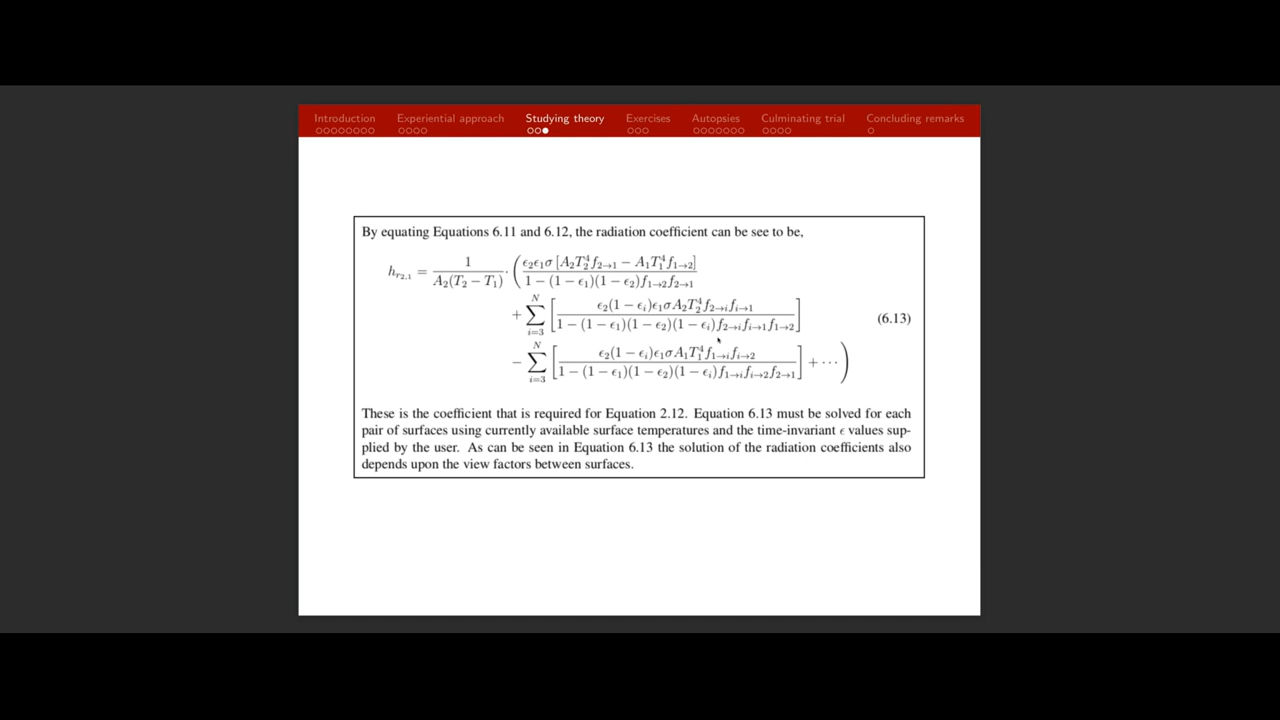 Introduction Experiential approach Studying theory Exercises Autopsies Culminating trial Concluding remarks
By equating Equations 6.11 and 6.12, the radiation coefficient can be see to be,
h_{r_{2,1}} = \frac{1}{A_2(T_2 − T_1)} · ( \frac{ϵ_2ϵ_1σ [A_2T_2^4 f_{2→1} − A_1T_1^4 f_{1→2}]}{1 − (1 − ϵ_1)(1 − ϵ_2)f_{1→2}f_{2→1}}
+ \sum_{i=3}^{N} [ \frac{ϵ_2(1 − ϵ_i)ϵ_1σA_2T_2^4 f_{2→i}f_{i→1}}{1 − (1 − ϵ_1)(1 − ϵ_2)(1 − ϵ_i)f_{2→i}f_{i→1}f_{1→2}} ] (6.13)
− \sum_{i=3}^{N} [ \frac{ϵ_2(1 − ϵ_i)ϵ_1σA_1T_1^4 f_{1→i}f_{i→2}}{1 − (1 − ϵ_1)(1 − ϵ_2)(1 − ϵ_i)f_{1→i}f_{i→2}f_{2→1}} ] + ··· )
These is the coefficient that is required for Equation 2.12. Equation 6.13 must be solved for each
pair of surfaces using currently available surface temperatures and the time-invariant ϵ values sup-
plied by the user. As can be seen in Equation 6.13 the solution of the radiation coefficients also
depends upon the view factors between surfaces.